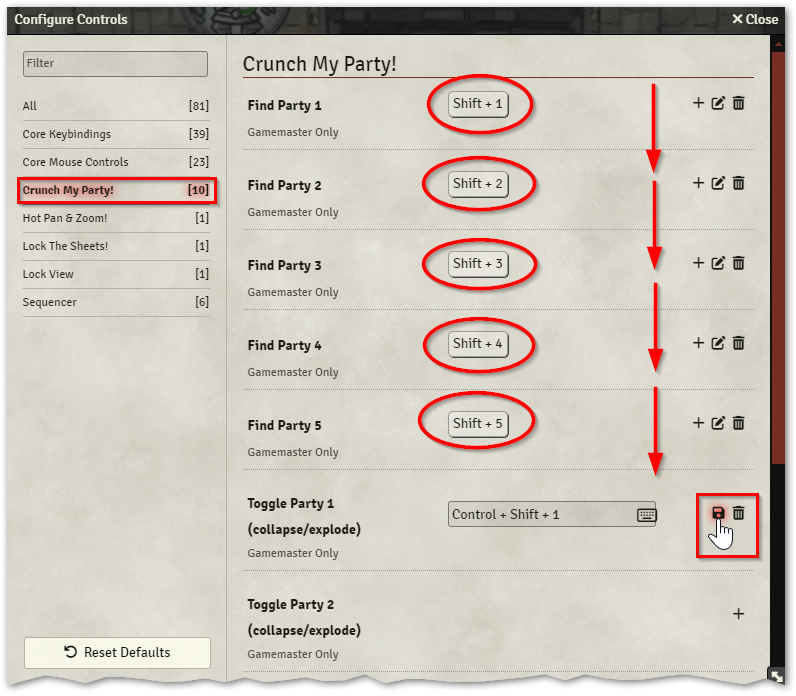 Configure Controls
Close
Filter
All [81]
Core Keybindings [39]
Core Mouse Controls [23]
Crunch My Party! [10]
Hot Pan & Zoom! [1]
Lock The Sheets! [1]
Lock View [1]
Sequencer [6]
Reset Defaults
Crunch My Party!
Find Party 1 Shift + 1
Gamemaster Only
Find Party 2 Shift + 2
Gamemaster Only
Find Party 3 Shift + 3
Gamemaster Only
Find Party 4 Shift + 4
Gamemaster Only
Find Party 5 Shift + 5
Gamemaster Only
Toggle Party 1
(collapse/explode) Control + Shift + 1
Gamemaster Only
Toggle Party 2
(collapse/explode)
Gamemaster Only